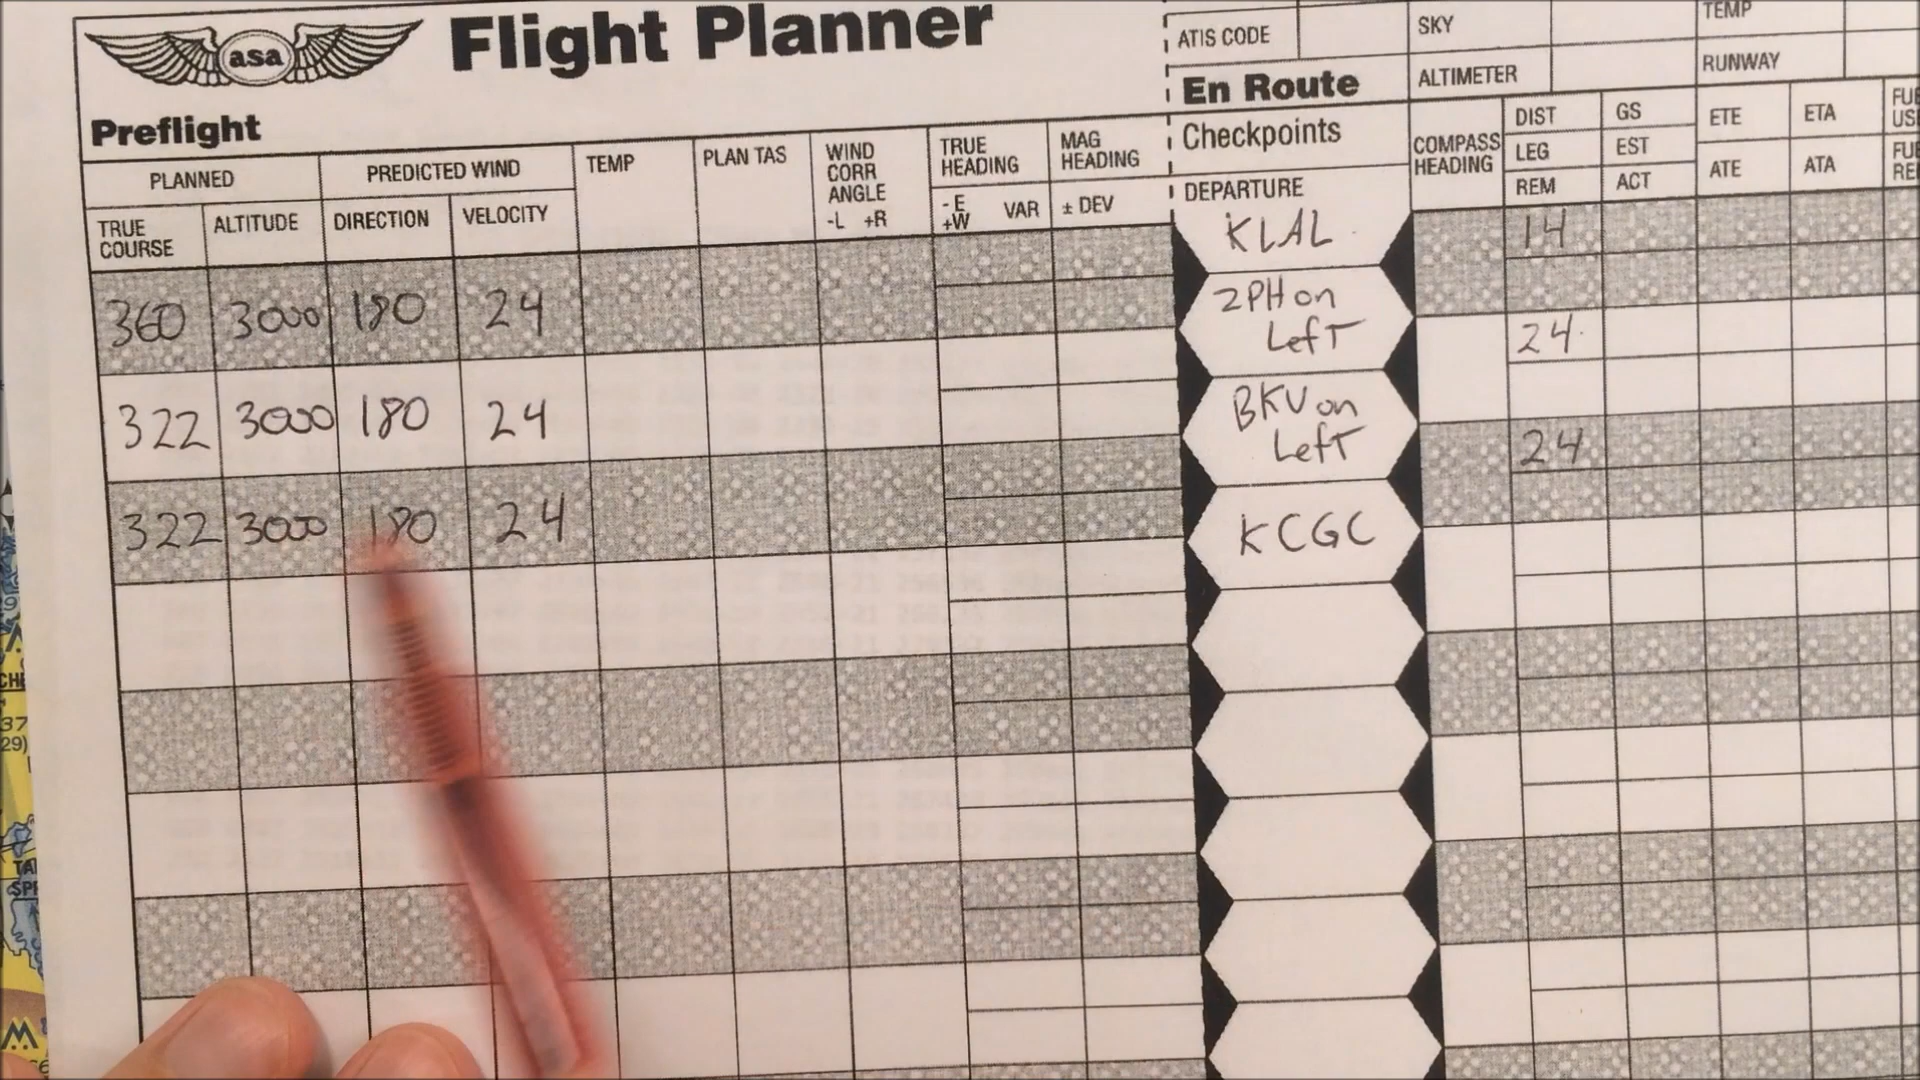 asa
Flight Planner
ATIS CODE
SKY
TEMP
En Route
ALTIMETER
RUNWAY
Preflight
PLANNED
PREDICTED WIND
TEMP
PLAN TAS
WIND
CORR
ANGLE
-L +R
TRUE
HEADING
- E
+W
VAR
MAG
HEADING
± DEV
Checkpoints
DEPARTURE
COMPASS
HEADING
DIST
LEG
REM
GS
EST
ACT
ETE
ATE
ETA
ATA
TRUE
COURSE
ALTITUDE
DIRECTION
VELOCITY
360 3000 180 24
KLAL
14
322 3000 180 24
ZPH on
Left
24
322 3000 180 24
BKV on
Left
24
KCGC